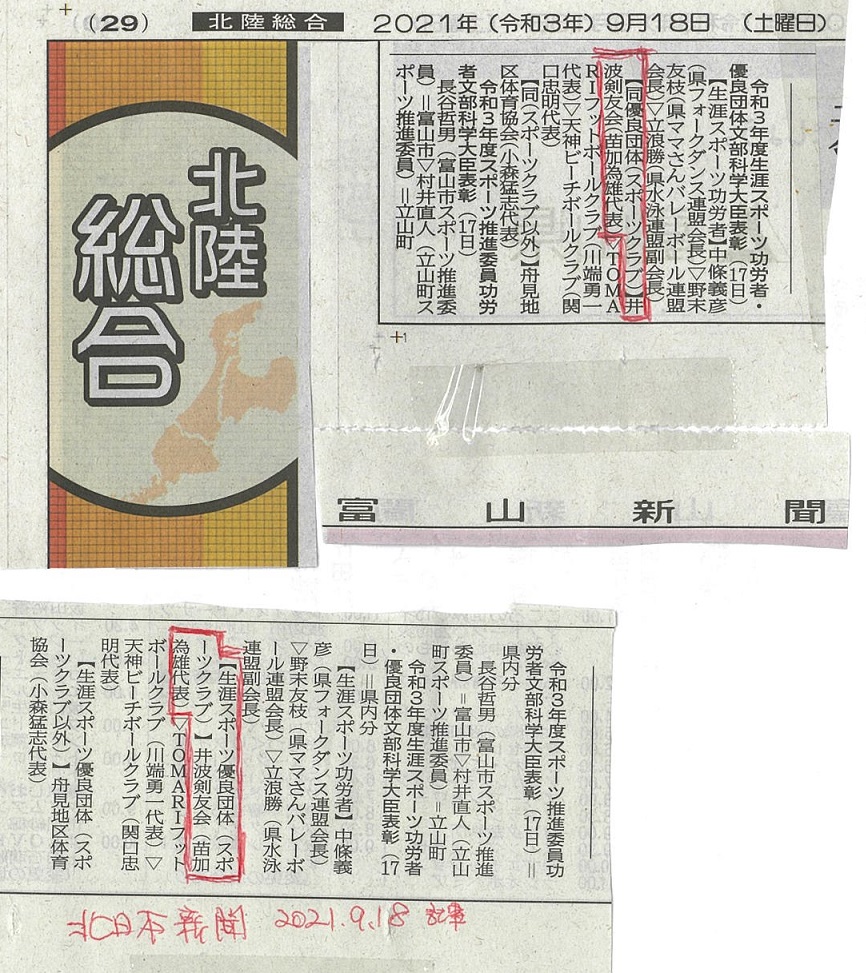 (29)
北陸総合
2021年(令和3年)9月18日 (土曜日)
北陸
総合
令和3年度生涯スポーツ功労者・
優良団体文部科学大臣表彰(17日)
【生涯スポーツ功労者】中條義彦
(県フォークダンス連盟会長)▽野末
友枝(県ママさんバレーボール連盟
会長)▽立浪勝(県水泳連盟副会長)
【同優良団体(スポーツクラブ)】井
波剣友会(苗加為雄代表)▽TOMA
RIフットボールクラブ(川端勇一
代表)▽天神ビーチボールクラブ(関
口忠明代表)
【同(スポーツクラブ以外)】舟見地
区体育協会(小森猛志代表)
令和3年度スポーツ推進委員功労
者文部科学大臣表彰(17日)
長谷哲男(富山市スポーツ推進委
員)=富山市▽村井直人(立山町ス
ポーツ推進委員)=立山町
富山新聞
令和3年度スポーツ推進委員功
労者文部科学大臣表彰(17日)=
県内分
長谷哲男(富山市スポーツ推進
委員)=富山市▽村井直人(立山
町スポーツ推進委員)=立山町
令和3年度生涯スポーツ功労者
・優良団体文部科学大臣表彰(17
日)=県内分
【生涯スポーツ功労者】中條義
彦(県フォークダンス連盟会長)
▽野末友枝(県ママさんバレーボ
ール連盟会長)▽立浪勝(県水泳
連盟副会長)
【生涯スポーツ優良団体(スポ
ーツクラブ)】井波剣友会(苗加
為雄代表)▽TOMARIフット
ボールクラブ(川端勇一代表)▽
天神ビーチボールクラブ(関口忠
明代表)
【生涯スポーツ優良団体(スポ
ーツクラブ以外)】舟見地区体育
協会(小森猛志代表)
北日本新聞 2021.9.18 記事